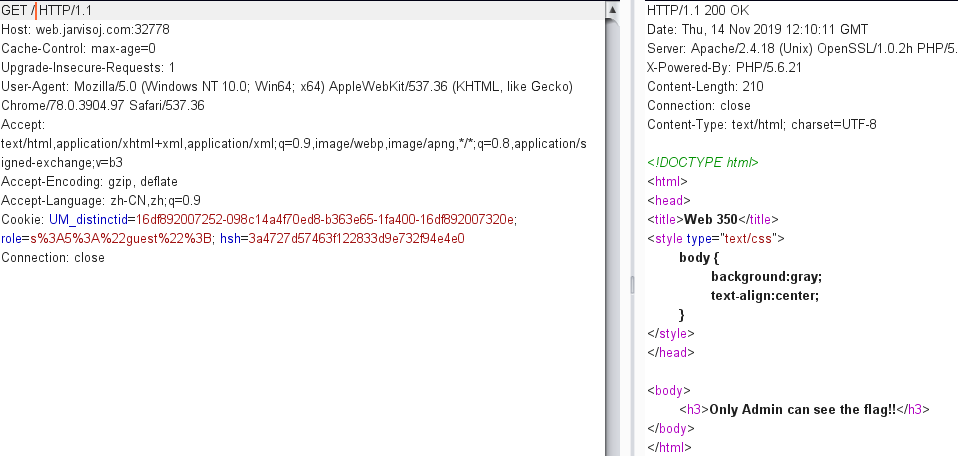 GET / HTTP/1.1
Host: web.jarvisoj.com:32778
Cache-Control: max-age=0
Upgrade-Insecure-Requests: 1
User-Agent: Mozilla/5.0 (Windows NT 10.0; Win64; x64) AppleWebKit/537.36 (KHTML, like Gecko)
Chrome/78.0.3904.97 Safari/537.36
Accept:
text/html,application/xhtml+xml,application/xml;q=0.9,image/webp,image/apng,*/*;q=0.8,application/s
igned-exchange;v=b3
Accept-Encoding: gzip, deflate
Accept-Language: zh-CN,zh;q=0.9
Cookie: UM_distinctid=16df892007252-098c14a4f70ed8-b363e65-1fa400-16df892007320e;
role=s%3A5%3A%22guest%22%3B; hsh=3a4727d57463f122833d9e732f94e4e0
Connection: close
HTTP/1.1 200 OK
Date: Thu, 14 Nov 2019 12:10:11 GMT
Server: Apache/2.4.18 (Unix) OpenSSL/1.0.2h PHP/5.
X-Powered-By: PHP/5.6.21
Content-Length: 210
Connection: close
Content-Type: text/html; charset=UTF-8
<!DOCTYPE html>
<html>
<head>
<title>Web 350</title>
<style type="text/css">
body {
background:gray;
text-align:center;
}
</style>
</head>
<body>
<h3>Only Admin can see the flag!!</h3>
</body>
</html>